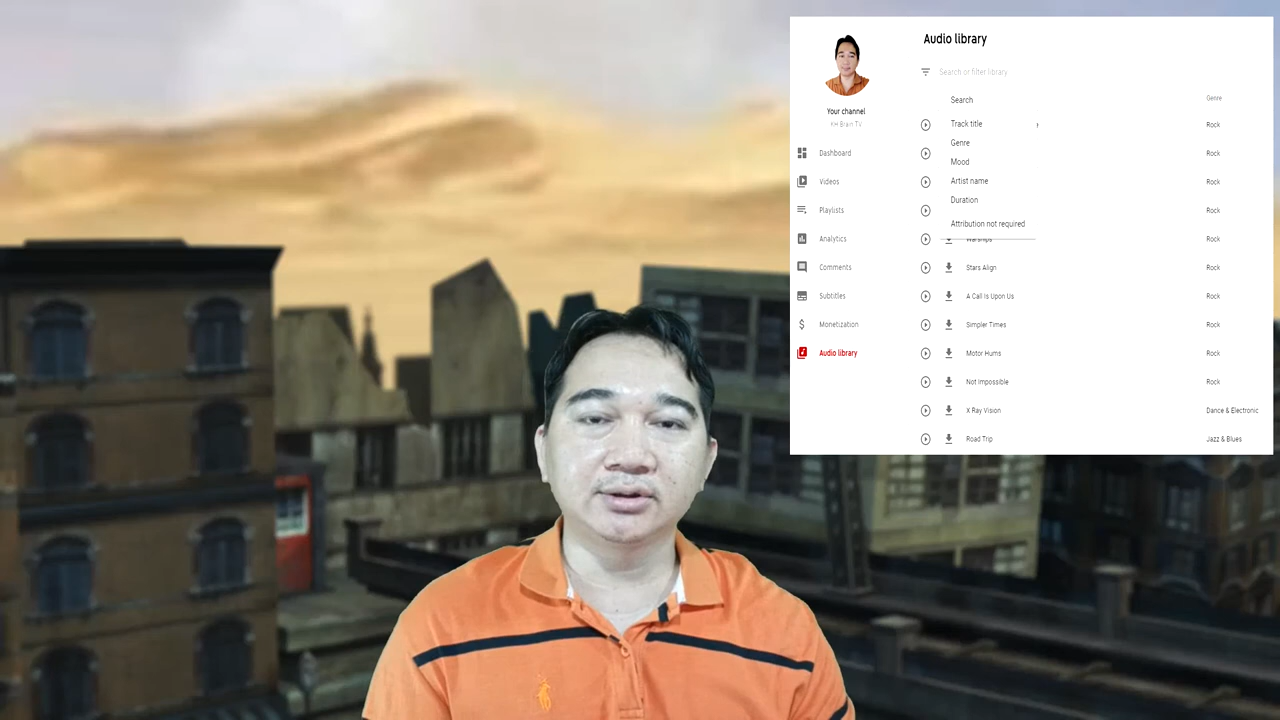 Audio library
Search or filter library
Your channel
KH Brain TV
Dashboard
Videos
Playlists
Analytics
Comments
Subtitles
$ Monetization
Audio library
Search
Track title
Genre
Mood
Artist name
Duration
Attribution not required
Warships
Stars Align
A Call Is Upon Us
Simpler Times
Motor Hums
Not Impossible
X Ray Vision
Road Trip
Genre
Rock
Rock
Rock
Rock
Rock
Rock
Rock
Rock
Rock
Rock
Dance & Electronic
Jazz & Blues